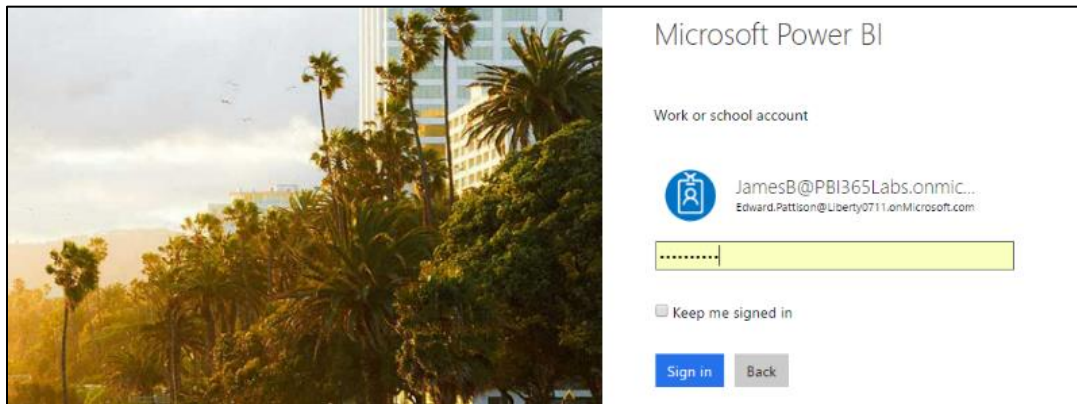 Microsoft Power BI
Work or school account
JamesB@PBI365Labs.onmic...
Edward.Pattison@Liberty0711.onMicrosoft.com
••••••••••
Keep me signed in
Sign in Back